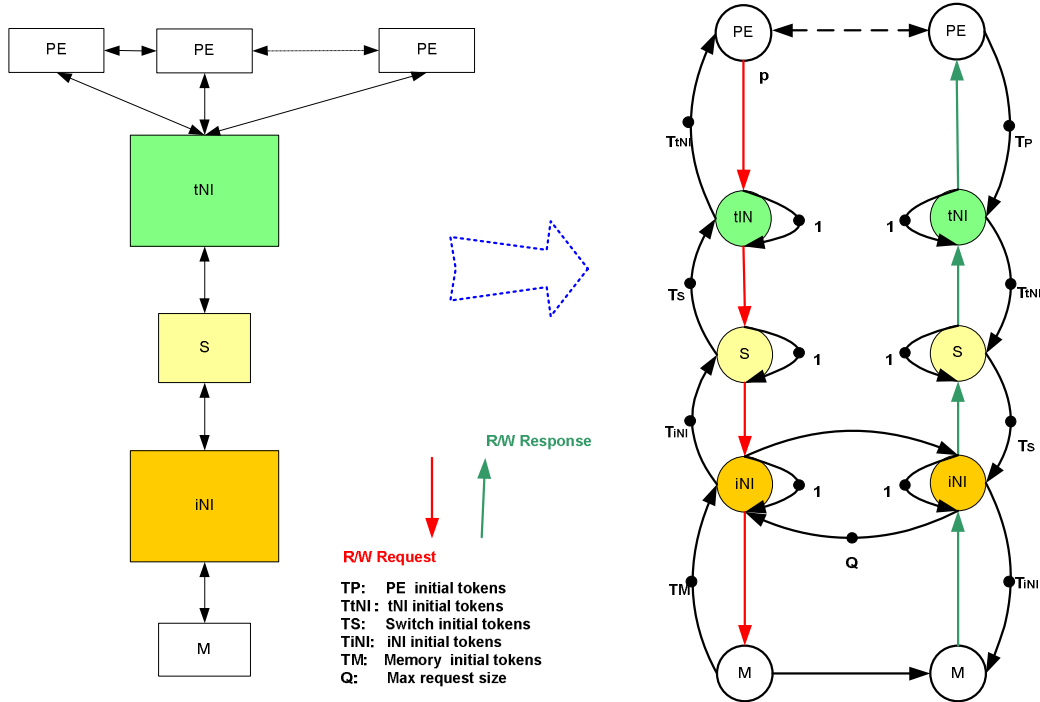 PE
PE
PE
tNI
S
iNI
M
R/W Response
R/W Request
TP: PE initial tokens
TtNI: tNI initial tokens
TS: Switch initial tokens
TiNI: iNI initial tokens
TM: Memory initial tokens
Q: Max request size
PE
PE
p
TtNI
TP
tIN
1
1
tNI
TS
TtNI
S
1
1
S
TiNI
TS
iNI
1
1
iNI
Q
TM
TiNI
M
M